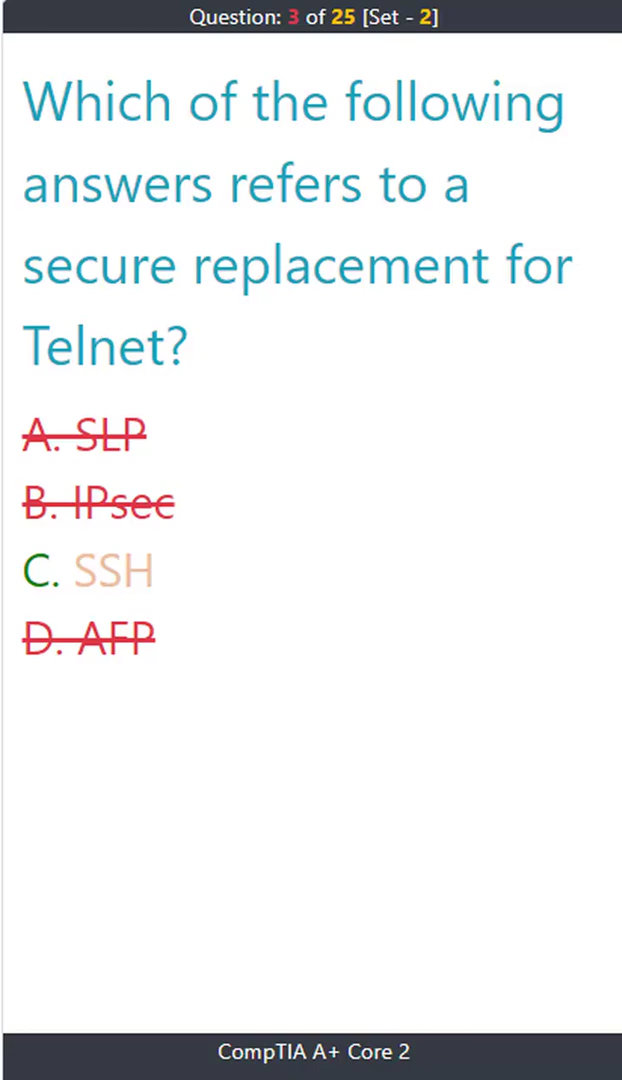 Question: 3 of 25 [Set - 2]
Which of the following
answers refers to a
secure replacement for
Telnet?
A. SLP
B. IPsec
C. SSH
D. AFP
CompTIA A+ Core 2